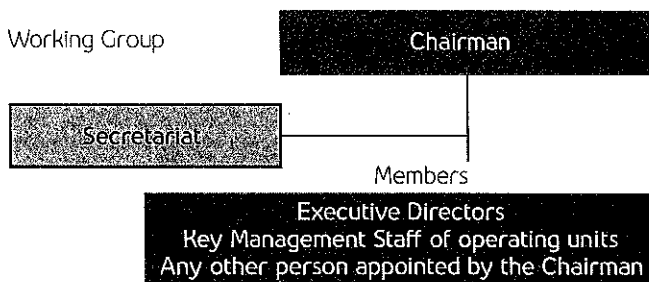 Working Group
Chairman
Secretariat
Members
Executive Directors
Key Management Staff of operating units
Any other person appointed by the Chairman